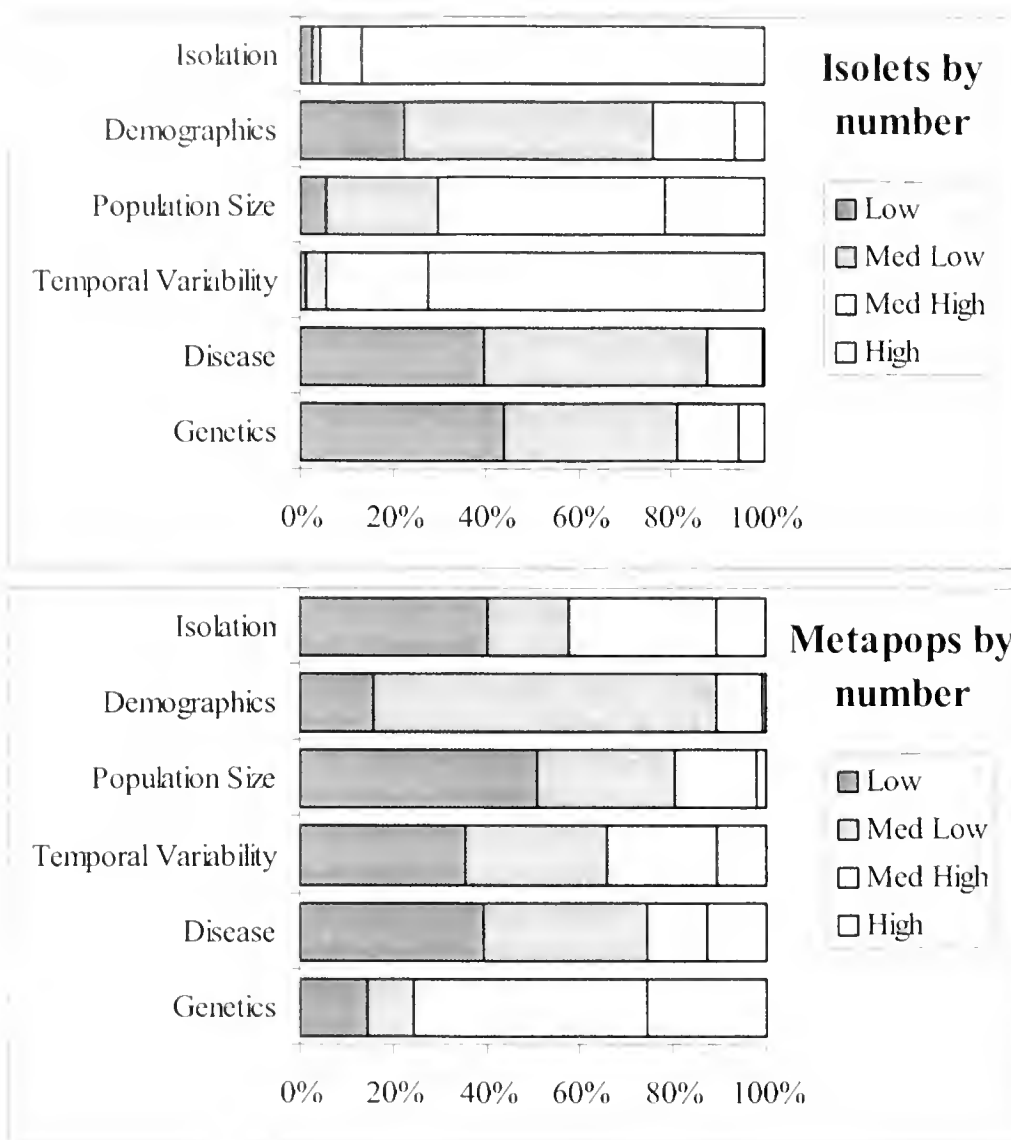 Isolation
Demographics
Population Size
Temporal Variability
Disease
Genetics
0% 20% 40% 60% 80% 100%
Isolets by
number
Low
Med Low
Med High
High
Isolation
Demographics
Population Size
Temporal Variability
Disease
Genetics
0% 20% 40% 60% 80% 100%
Metapops by
number
Low
Med Low
Med High
High